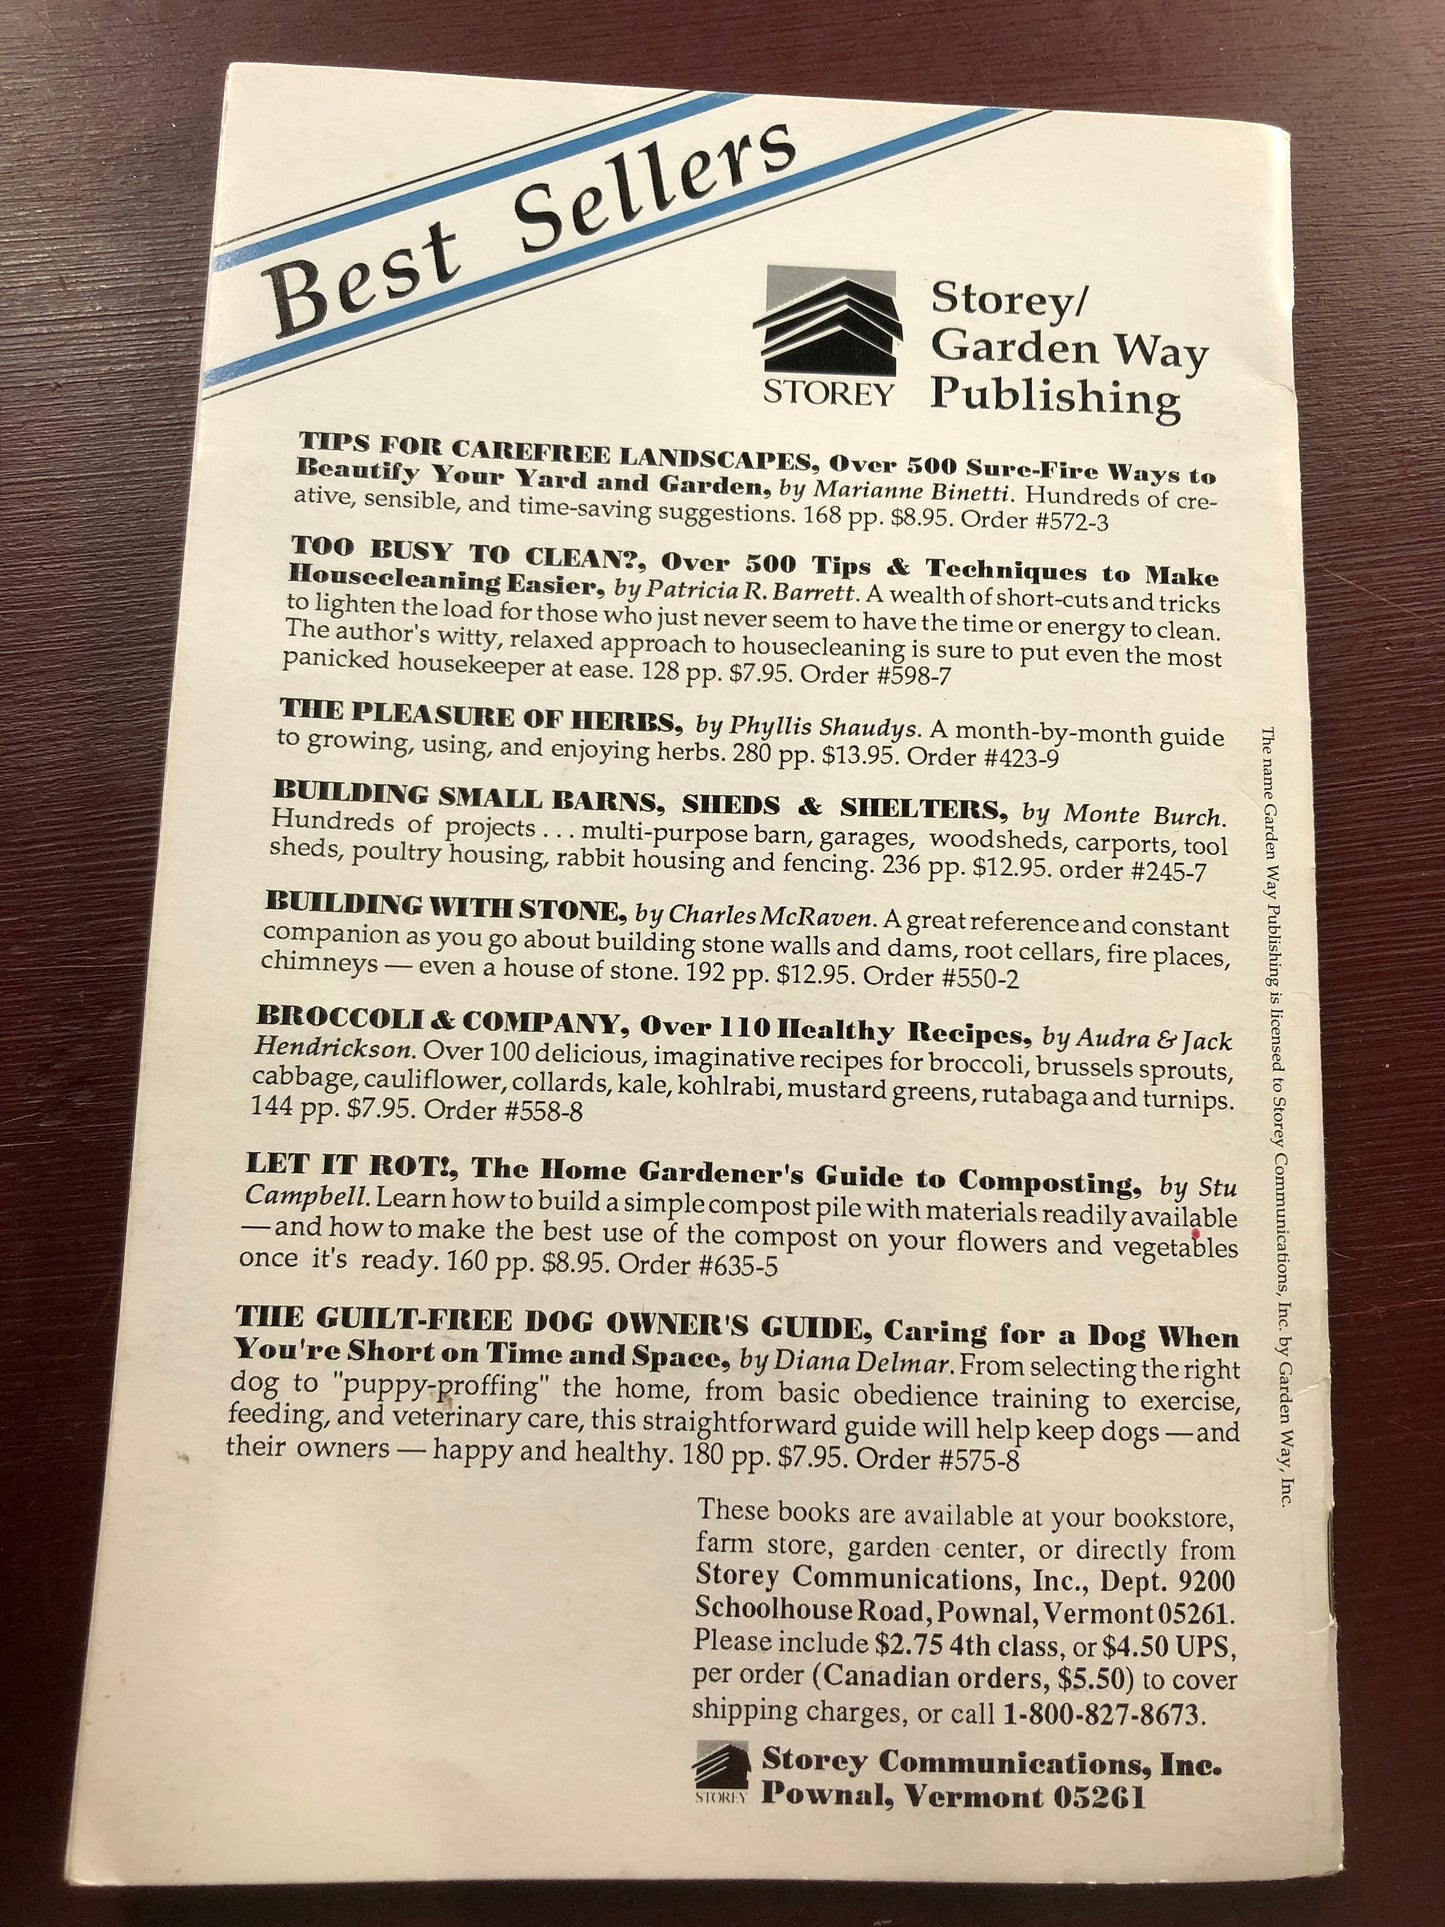 Best Sellers
STOREY
Storey/
Garden Way
Publishing
TIPS FOR CAREFREE LANDSCAPES, Over 500 Sure-Fire Ways to
Beautify Your Yard and Garden, by Marianne Binetti. Hundreds of cre-
ative, sensible, and time-saving suggestions. 168 pp. $8.95. Order #572-3
TOO BUSY TO CLEAN?, Over 500 Tips & Techniques to Make
Housecleaning Easier, by Patricia R. Barrett. A wealth of short-cuts and tricks
to lighten the load for those who just never seem to have the time or energy to clean.
The author's witty, relaxed approach to housecleaning is sure to put even the most
panicked housekeeper at ease. 128 pp. $7.95. Order #598-7
THE PLEASURE OF HERBS, by Phyllis Shaudys. A month-by-month guide
to growing, using, and enjoying herbs. 280 pp. $13.95. Order #423-9
BUILDING SMALL BARNS, SHEDS & SHELTERS, by Monte Burch.
Hundreds of projects . . . multi-purpose barn, garages, woodsheds, carports, tool
sheds, poultry housing, rabbit housing and fencing. 236 pp. $12.95. order #245-7
BUILDING WITH STONE, by Charles McRaven. A great reference and constant
companion as you go about building stone walls and dams, root cellars, fire places,
chimneys — even a house of stone. 192 pp. $12.95. Order #550-2
BROCCOLI & COMPANY, Over 110 Healthy Recipes, by Audra & Jack
Hendrickson. Over 100 delicious, imaginative recipes for broccoli, brussels sprouts,
cabbage, cauliflower, collards, kale, kohlrabi, mustard greens, rutabaga and turnips.
144 pp. $7.95. Order #558-8
LET IT ROT!, The Home Gardener's Guide to Composting, by Stu
Campbell. Learn how to build a simple compost pile with materials readily available
—and how to make the best use of the compost on your flowers and vegetables
once it's ready. 160 pp. $8.95. Order #635-5
THE GUILT-FREE DOG OWNER'S GUIDE, Caring for a Dog When
You're Short on Time and Space, by Diana Delmar. From selecting the right
dog to "puppy-proffing" the home, from basic obedience training to exercise,
feeding, and veterinary care, this straightforward guide will help keep dogs —and
their owners — happy and healthy. 180 pp. $7.95. Order #575-8
The name Garden Way Publishing is licensed to Storey Communications, Inc. by Garden Way, Inc.
These books are available at your bookstore,
farm store, garden center, or directly from
Storey Communications, Inc., Dept. 9200
Schoolhouse Road, Pownal, Vermont 05261.
Please include $2.75 4th class, or $4.50 UPS,
per order (Canadian orders, $5.50) to cover
shipping charges, or call 1-800-827-8673.
STOREY
Storey Communications, Inc.
Pownal, Vermont 05261